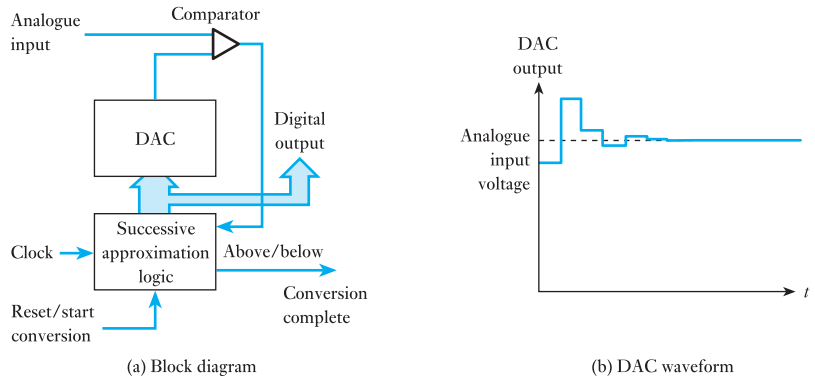 Analogue
input
Comparator
DAC
Digital
output
Successive
approximation
logic
Clock
Above/below
Conversion
complete
Reset/start
conversion
(a) Block diagram
DAC
output
Analogue
input
voltage
t
(b) DAC waveform